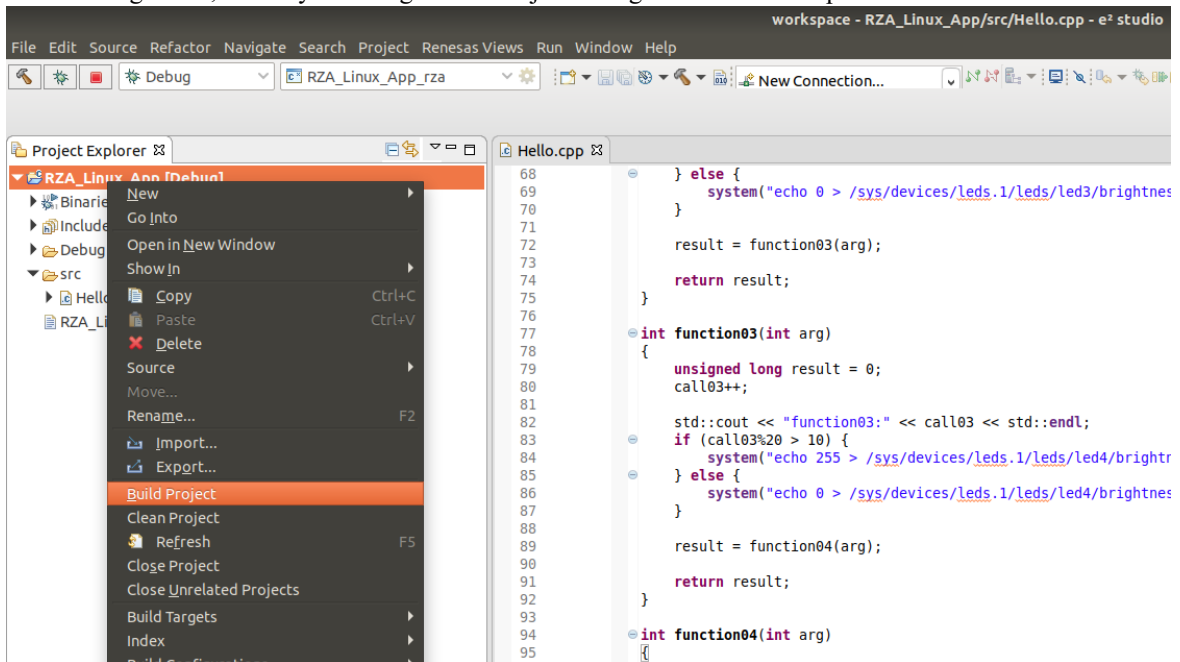 workspace - RZA_Linux_App/src/Hello.cpp - e² studio
File Edit Source Refactor Navigate Search Project Renesas Views Run Window Help
Debug RZA_Linux_App_rza New Connection...
Project Explorer Hello.cpp
RZA_Linux_App [Debug]
Binarie
Include
Debug
src
Hello
RZA_Li
New
Go Into
Open in New Window
Show In
Copy Ctrl+C
Paste Ctrl+V
Delete
Source
Move...
Rename... F2
Import...
Export...
Build Project
Clean Project
Refresh F5
Close Project
Close Unrelated Projects
Build Targets
Index
68 } else {
69 system("echo 0 > /sys/devices/leds.1/leds/led3/brightnes
70 }
71
72 result = function03(arg);
73
74 return result;
75 }
76
77 int function03(int arg)
78 {
79 unsigned long result = 0;
80 call03++;
81
82 std::cout << "function03:" << call03 << std::endl;
83 if (call03%20 > 10) {
84 system("echo 255 > /sys/devices/leds.1/leds/led4/brightn
85 } else {
86 system("echo 0 > /sys/devices/leds.1/leds/led4/brightnes
87 }
88
89 result = function04(arg);
90
91 return result;
92 }
93
94 int function04(int arg)
95 {